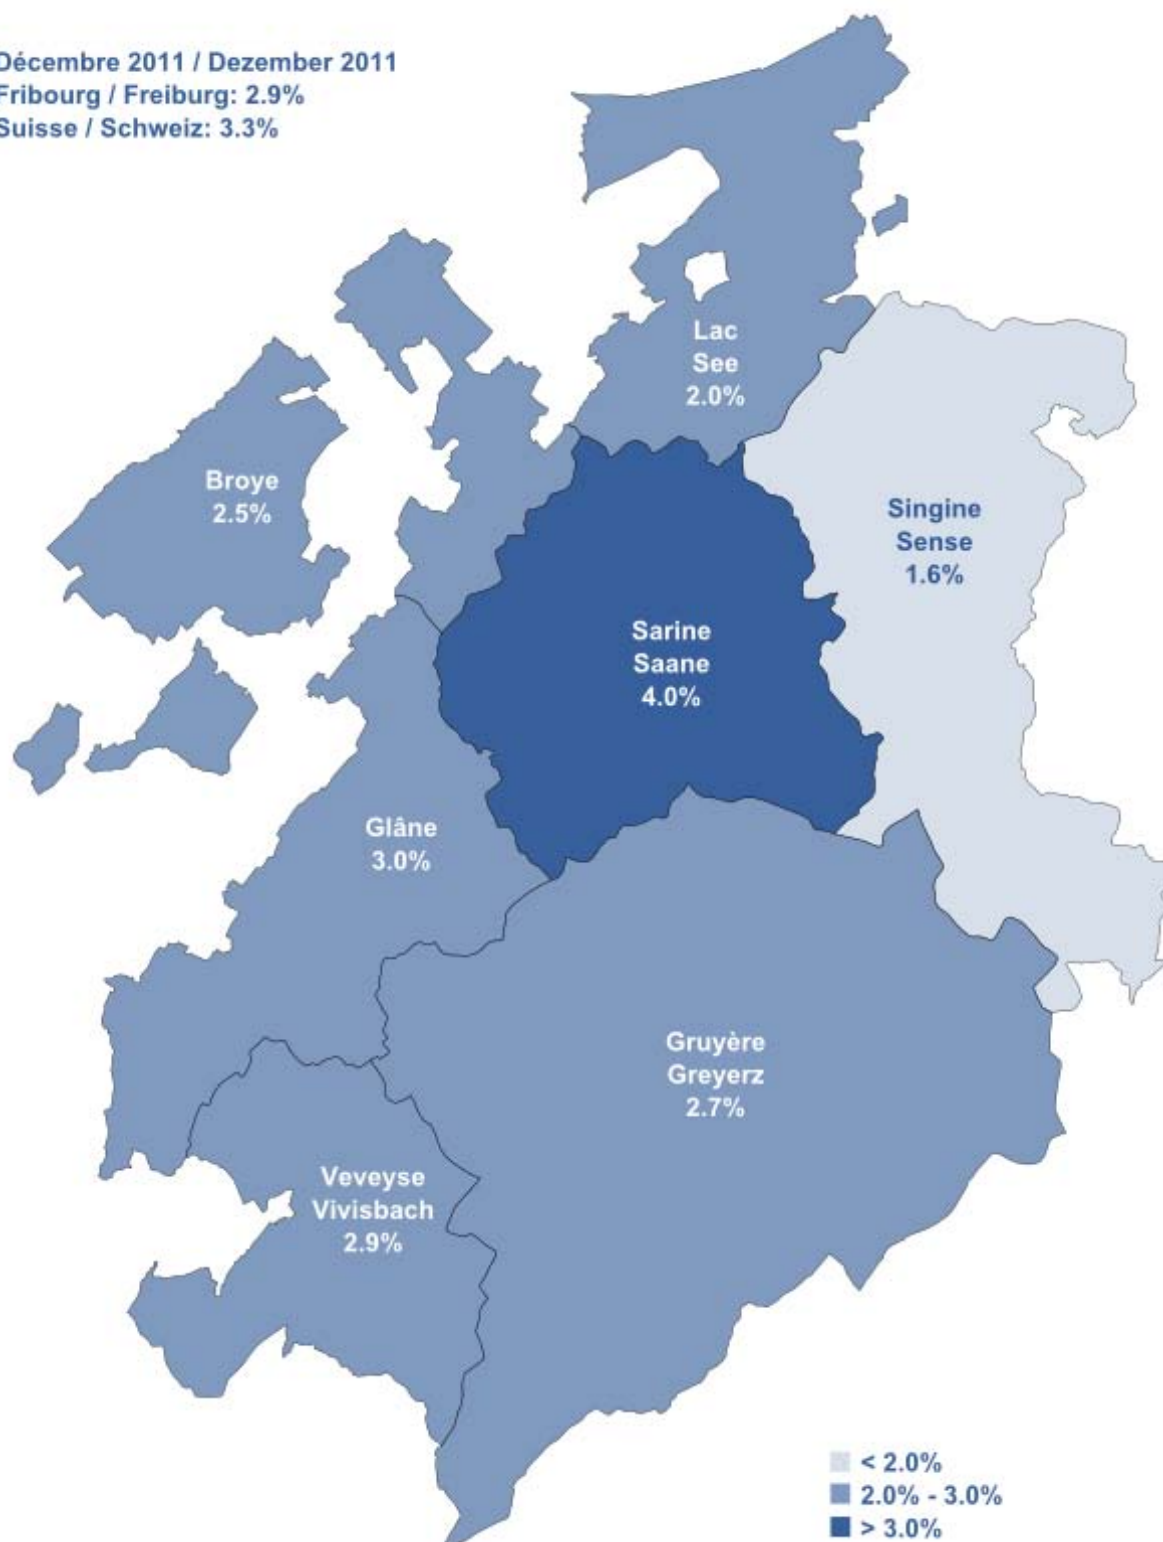 Décembre 2011 / Dezember 2011
Fribourg / Freiburg: 2.9%
Suisse / Schweiz: 3.3%
Lac
See
2.0%
Broye
2.5%
Singine
Sense
1.6%
Sarine
Saane
4.0%
Glâne
3.0%
Gruyère
Greyerz
2.7%
Veveyse
Vivisbach
2.9%
< 2.0%
2.0% - 3.0%
> 3.0%